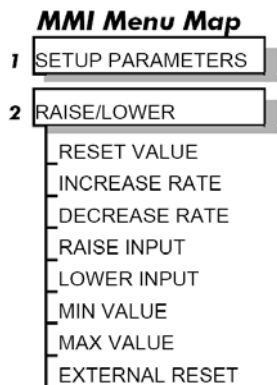 MMI Menu Map
1 SETUP PARAMETERS
2 RAISE/LOWER
RESET VALUE
INCREASE RATE
DECREASE RATE
RAISE INPUT
LOWER INPUT
MIN VALUE
MAX VALUE
EXTERNAL RESET